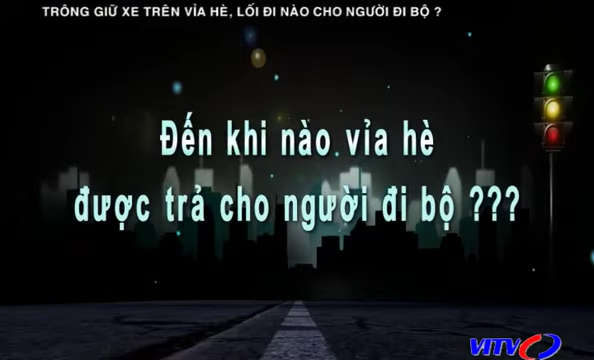 TRÔNG GIỮ XE TRÊN VỈA HÈ, LỐI ĐI NÀO CHO NGƯỜI ĐI BỘ ?
Đến khi nào vỉa hè
được trả cho người đi bộ ???
VITV